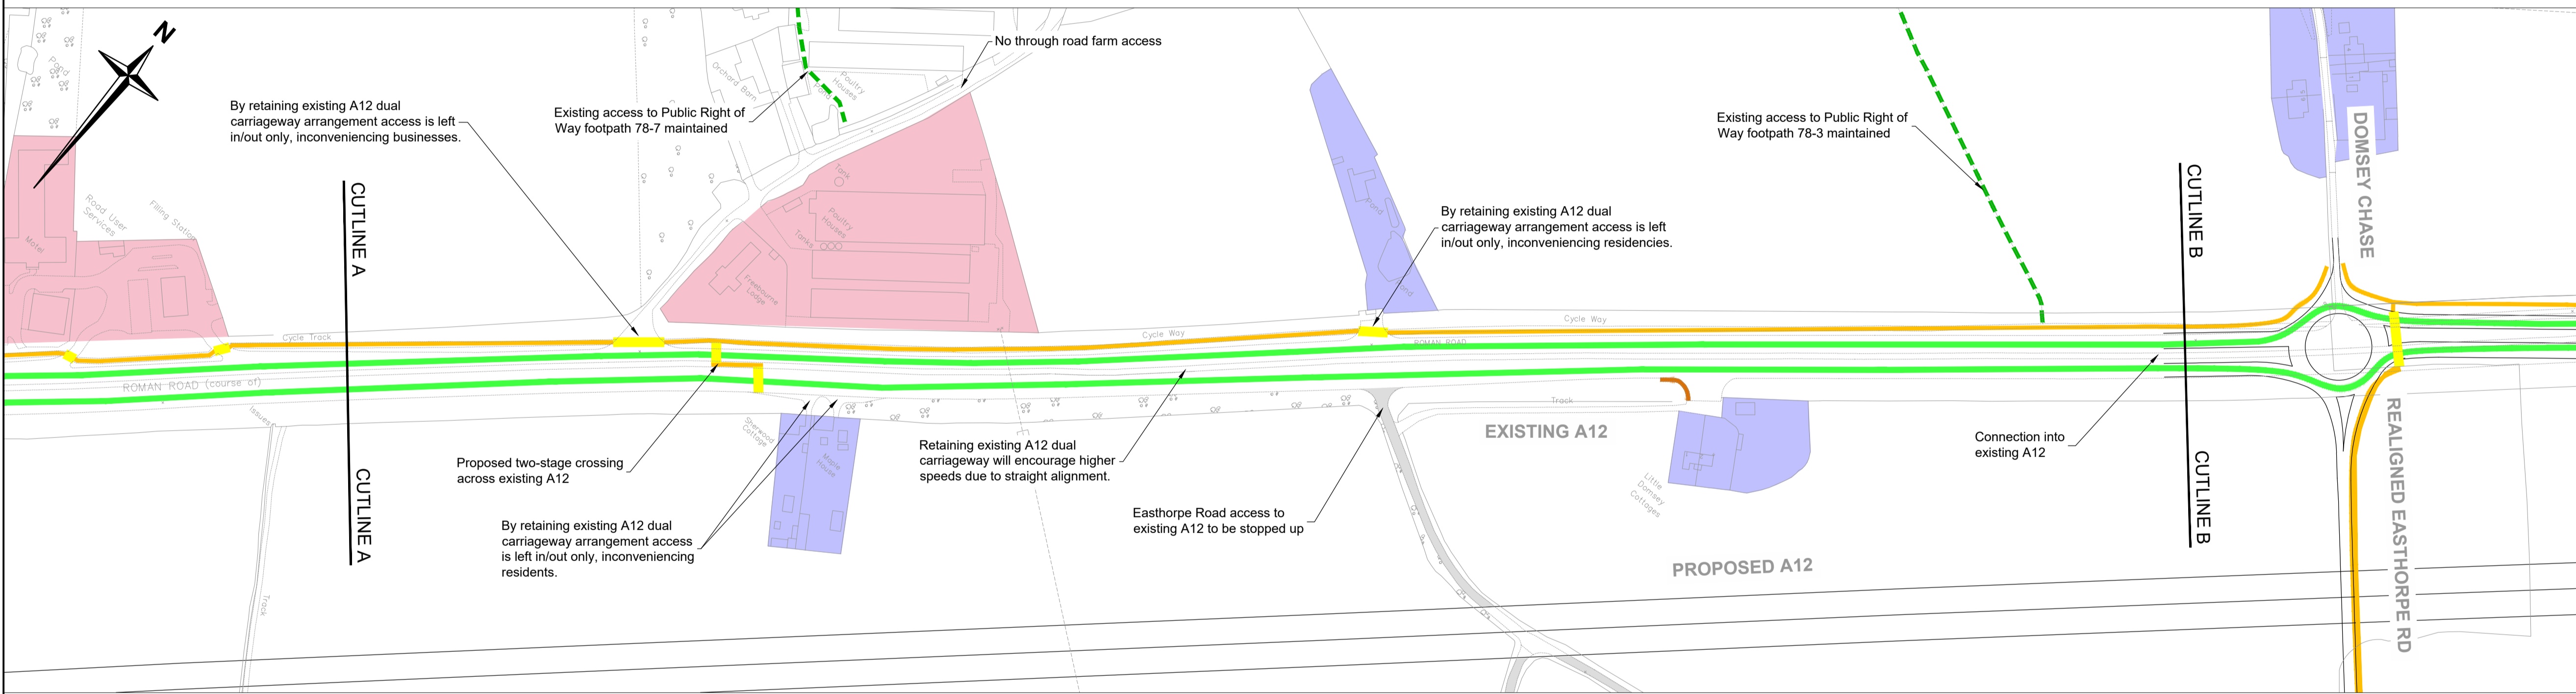 N
No through road farm access
Pond
Orchard Barn
Poultry
Houses
Pond
By retaining existing A12 dual
carriageway arrangement access is left
in/out only, inconveniencing businesses.
Existing access to Public Right of
Way footpath 78-7 maintained
Existing access to Public Right of
Way footpath 78-3 maintained
DOMSEY CHASE
Motel
Road User
Services
Filling Station
CUTLINE A
Tank
Poultry
Houses
Tanks
Freebourne
Lodge
Pond
Pond
By retaining existing A12 dual
carriageway arrangement access is left
in/out only, inconveniencing residencies.
CUTLINE B
Cycle Track
Cycle Way
Cycle Way
ROMAN ROAD
ROMAN ROAD (course of)
Issues
Track
Sherwood
Cottage
Maple
House
Track
EXISTING A12
Little
Domsey
Cottages
Proposed two-stage crossing
across existing A12
Retaining existing A12 dual
carriageway will encourage higher
speeds due to straight alignment.
Connection into
existing A12
CUTLINE A
CUTLINE B
By retaining existing A12 dual
carriageway arrangement access
is left in/out only, inconveniencing
residents.
Easthorpe Road access to
existing A12 to be stopped up
PROPOSED A12
REALIGNED EASTHORPE RD